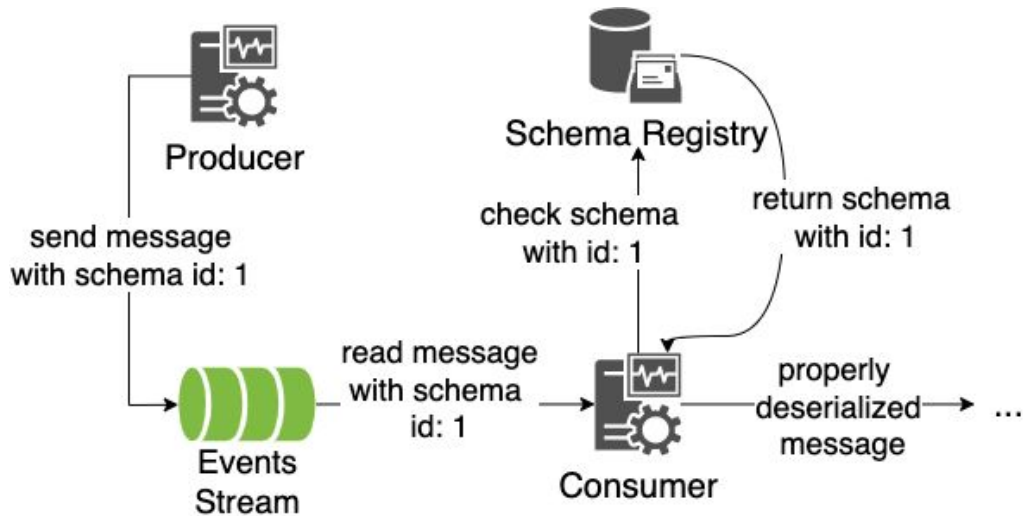 Producer
Schema Registry
send message
with schema id: 1
check schema
with id: 1
return schema
with id: 1
read message
with schema
id: 1
properly
deserialized
message
...
Events
Stream
Consumer